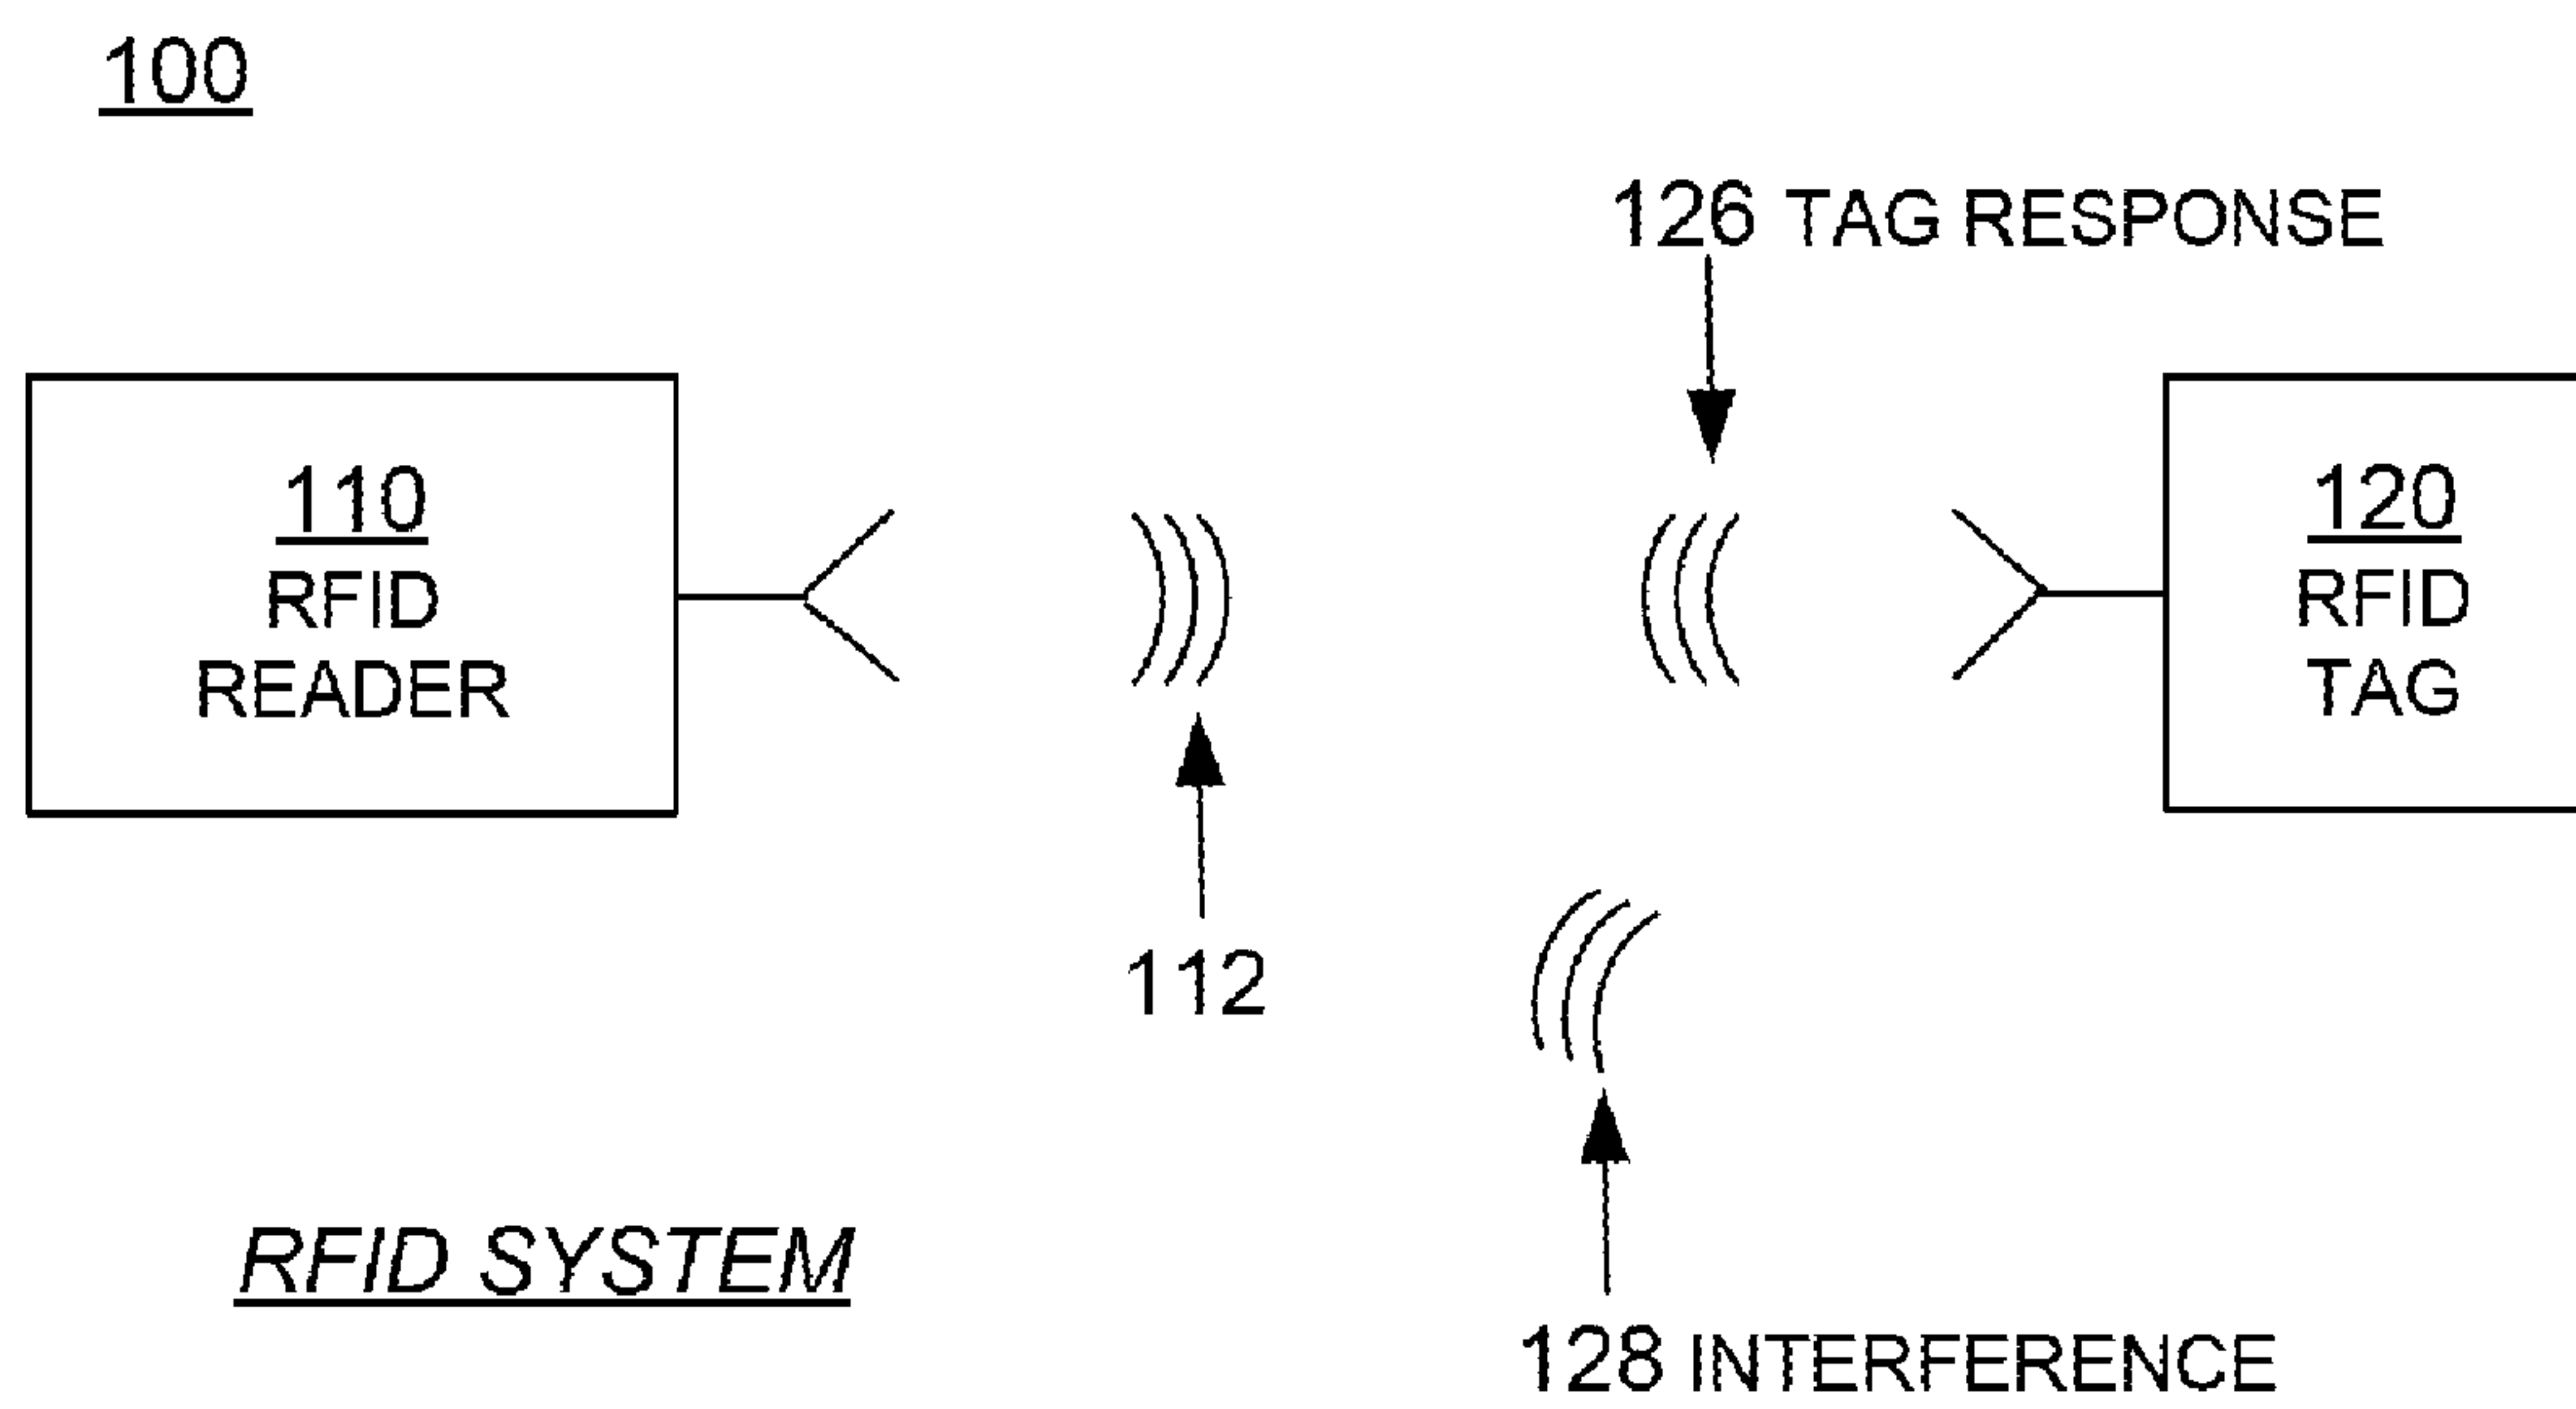 100
126 TAG RESPONSE
110
RFID
READER
120
RFID
TAG
112
RFID SYSTEM
128 INTERFERENCE